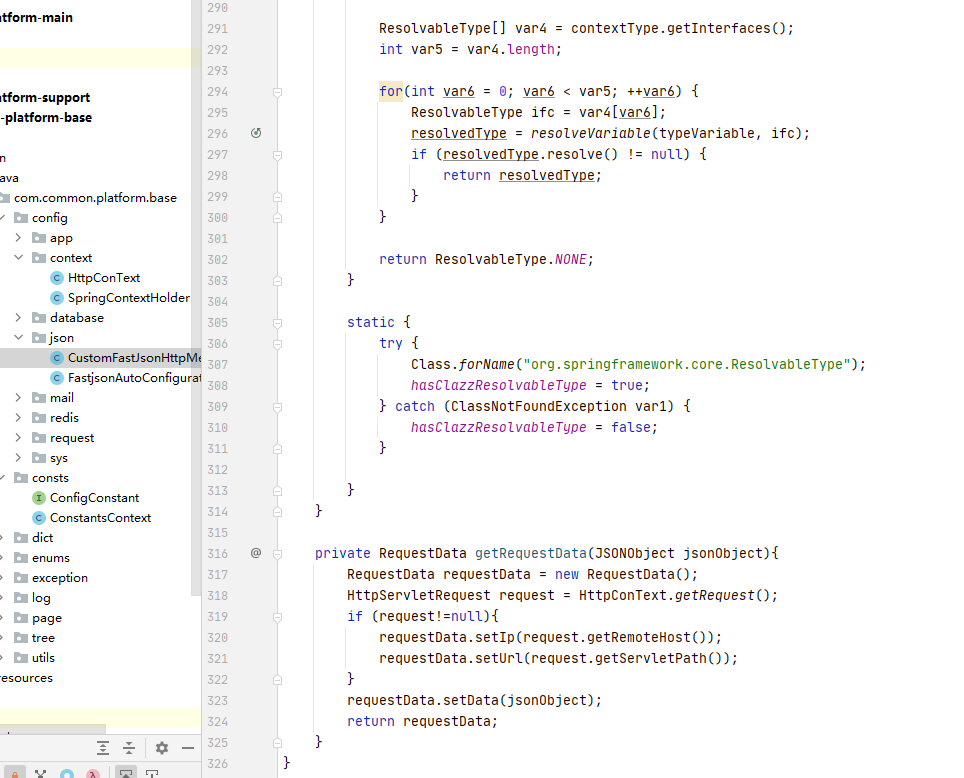 atform-main
atform-support
-platform-base
n
ava
com.common.platform.base
config
app
context
HttpConText
SpringContextHolder
database
json
CustomFastJsonHttpMe
FastjsonAutoConfigurat
mail
redis
request
sys
consts
ConfigConstant
ConstantsContext
dict
enums
exception
log
page
tree
utils
resources
290
291 ResolvableType[] var4 = contextType.getInterfaces();
292 int var5 = var4.length;
293
294 for(int var6 = 0; var6 < var5; ++var6) {
295 ResolvableType ifc = var4[var6];
296 resolvedType = resolveVariable(typeVariable, ifc);
297 if (resolvedType.resolve() != null) {
298 return resolvedType;
299 }
300 }
301
302 return ResolvableType.NONE;
303 }
304
305 static {
306 try {
307 Class.forName("org.springframework.core.ResolvableType");
308 hasClazzResolvableType = true;
309 } catch (ClassNotFoundException var1) {
310 hasClazzResolvableType = false;
311 }
312
313 }
314 }
315
316 @ private RequestData getRequestData(JSONObject jsonObject){
317 RequestData requestData = new RequestData();
318 HttpServletRequest request = HttpConText.getRequest();
319 if (request!=null){
320 requestData.setIp(request.getRemoteHost());
321 requestData.setUrl(request.getServletPath());
322 }
323 requestData.setData(jsonObject);
324 return requestData;
325 }
326 }